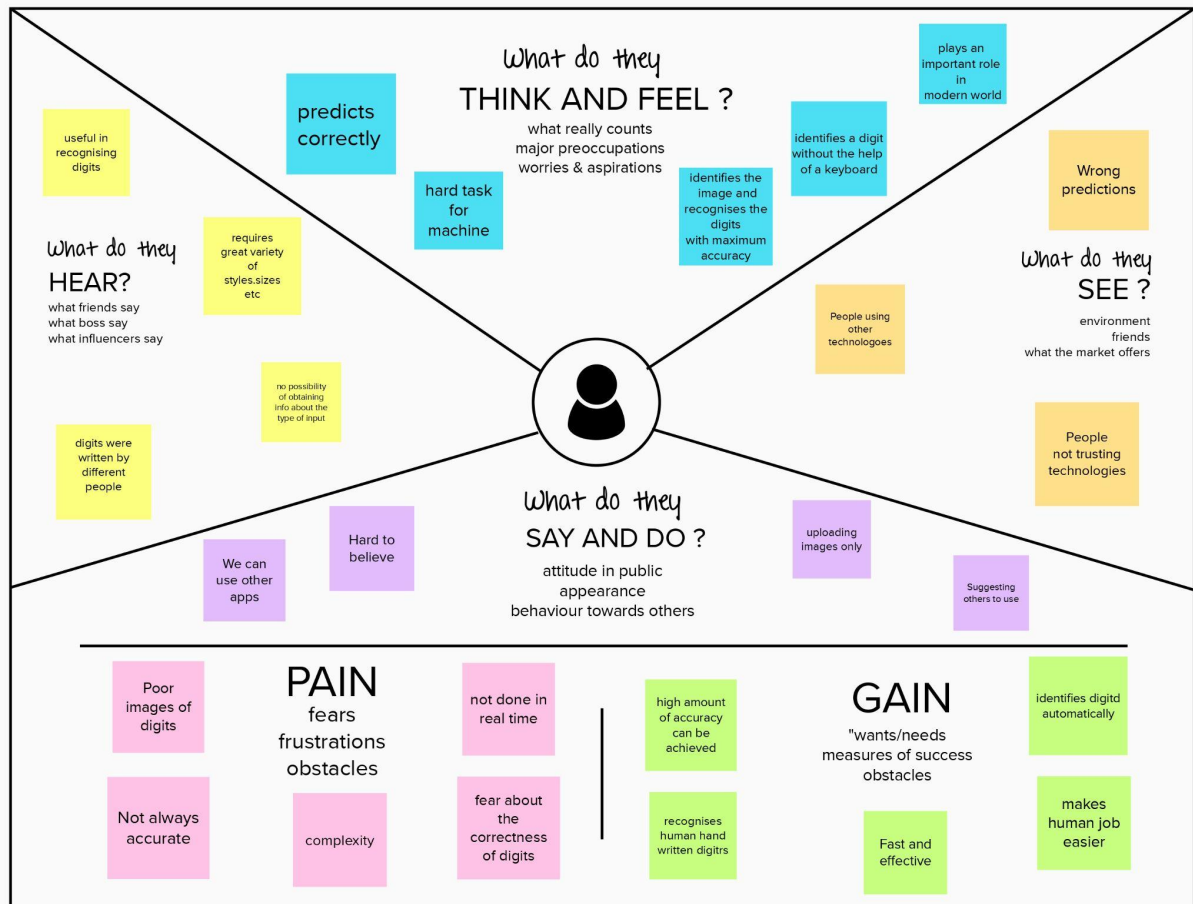 What do they
THINK AND FEEL ?
what really counts
major preoccupations
worries & aspirations
predicts
correctly
hard task
for
machine
identifies the
image and
recognises the
digits
with maximum
accuracy
identifies a digit
without the help
of a keyboard
plays an
important role
in
modern world
useful in
recognising
digits
requires
great variety
of
styles.sizes
etc
What do they
HEAR?
what friends say
what boss say
what influencers say
no possibility
of obtaining
info about the
type of input
digits were
written by
different
people
Wrong
predictions
What do they
SEE ?
environment
friends
what the market offers
People using
other
technologoes
People
not trusting
technologies
What do they
SAY AND DO ?
attitude in public
appearance
behaviour towards others
We can
use other
apps
Hard to
believe
uploading
images only
Suggesting
others to use
PAIN
fears
frustrations
obstacles
Poor
images of
digits
not done in
real time
Not always
accurate
complexity
fear about
the
correctness
of digits
GAIN
"wants/needs
measures of success
obstacles
high amount
of accuracy
can be
achieved
identifies digitd
automatically
recognises
human hand
written digitrs
Fast and
effective
makes
human job
easier